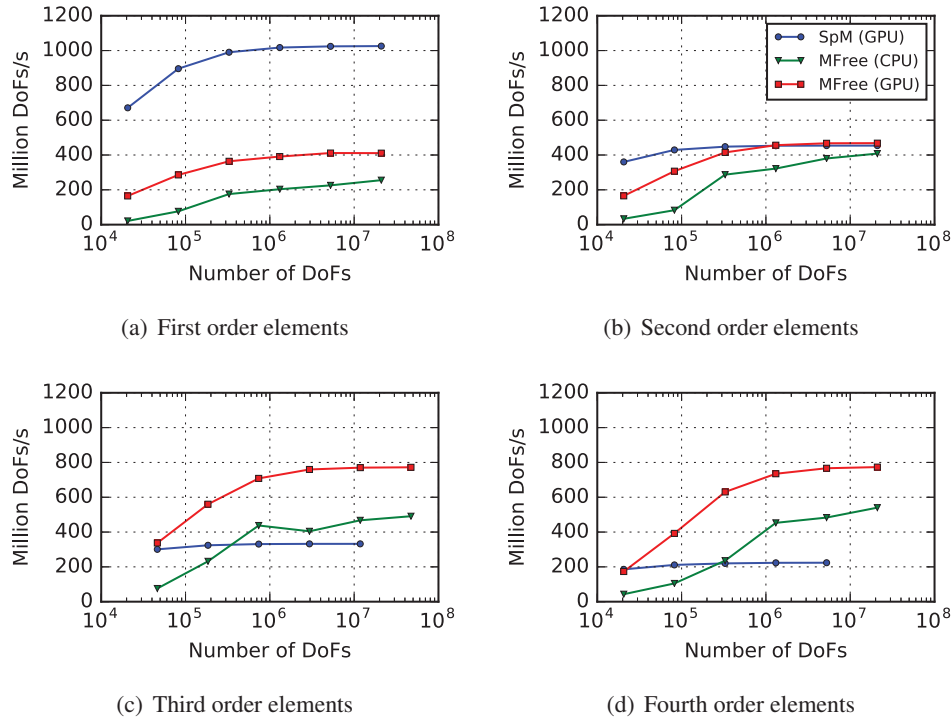 1200
1000
800
600
400
200
0
Million DoFs/s
10^4 10^5 10^6 10^7 10^8
Number of DoFs
(a) First order elements
1200
1000
800
600
400
200
0
Million DoFs/s
SpM (GPU)
MFree (CPU)
MFree (GPU)
10^4 10^5 10^6 10^7 10^8
Number of DoFs
(b) Second order elements
1200
1000
800
600
400
200
0
Million DoFs/s
10^4 10^5 10^6 10^7 10^8
Number of DoFs
(c) Third order elements
1200
1000
800
600
400
200
0
Million DoFs/s
10^4 10^5 10^6 10^7 10^8
Number of DoFs
(d) Fourth order elements